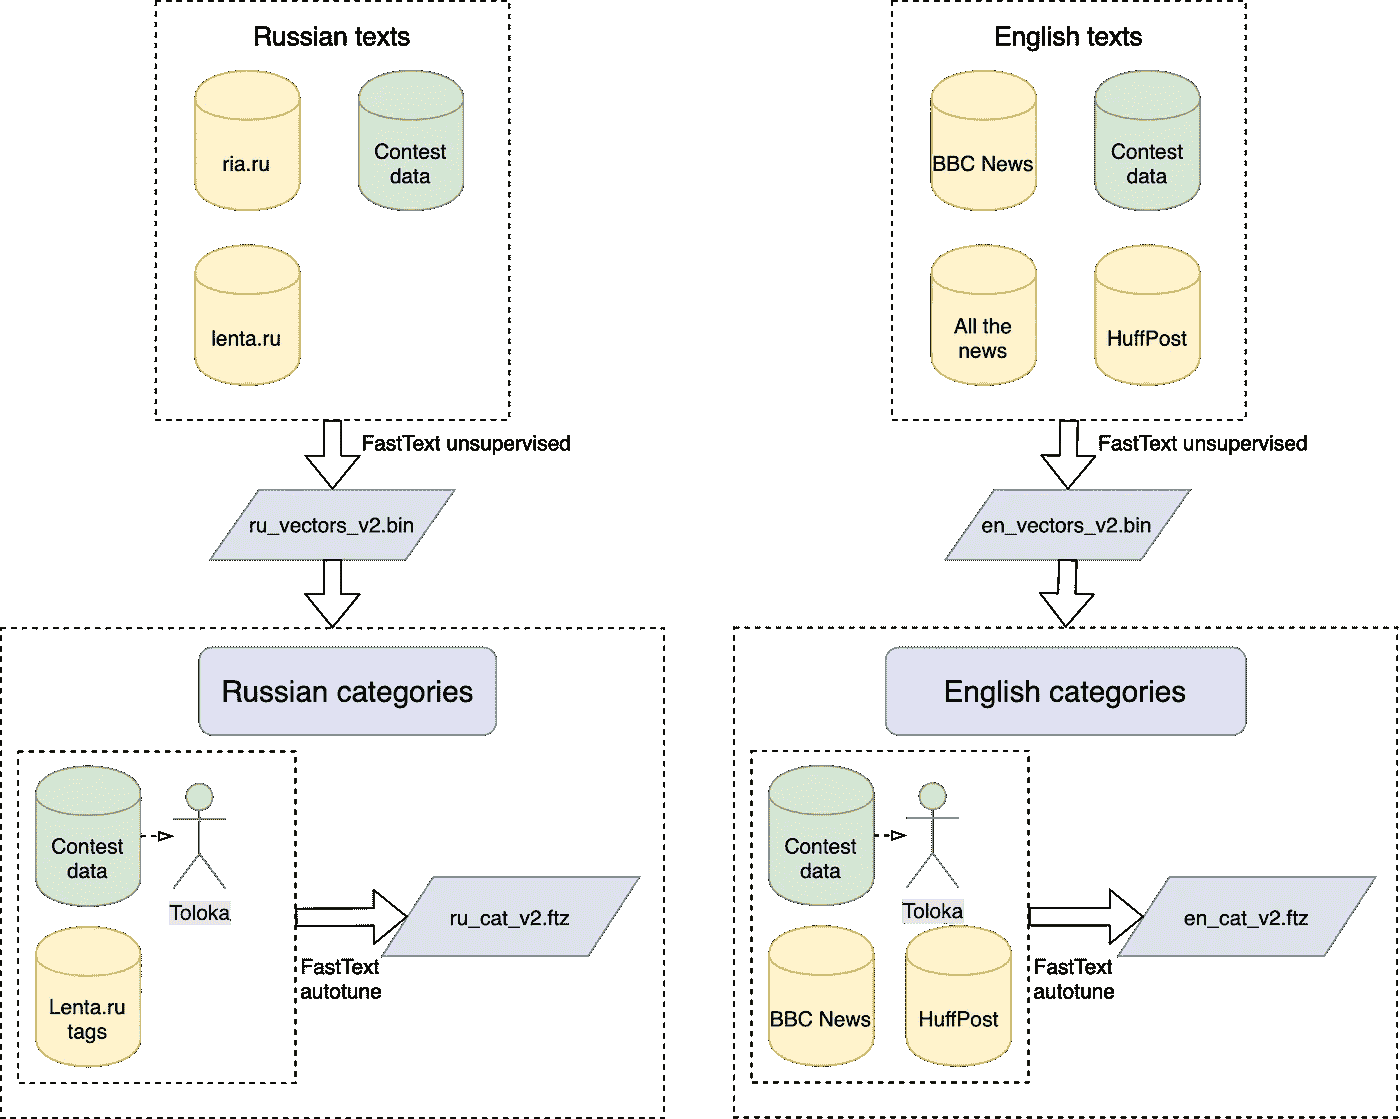 Russian texts
ria.ru
Contest
data
lenta.ru
FastText unsupervised
ru_vectors_v2.bin
Russian categories
Contest
data
Toloka
Lenta.ru
tags
FastText
autotune
ru_cat_v2.ftz
English texts
BBC News
Contest
data
All the
news
HuffPost
FastText unsupervised
en_vectors_v2.bin
English categories
Contest
data
Toloka
BBC News
HuffPost
FastText
autotune
en_cat_v2.ftz